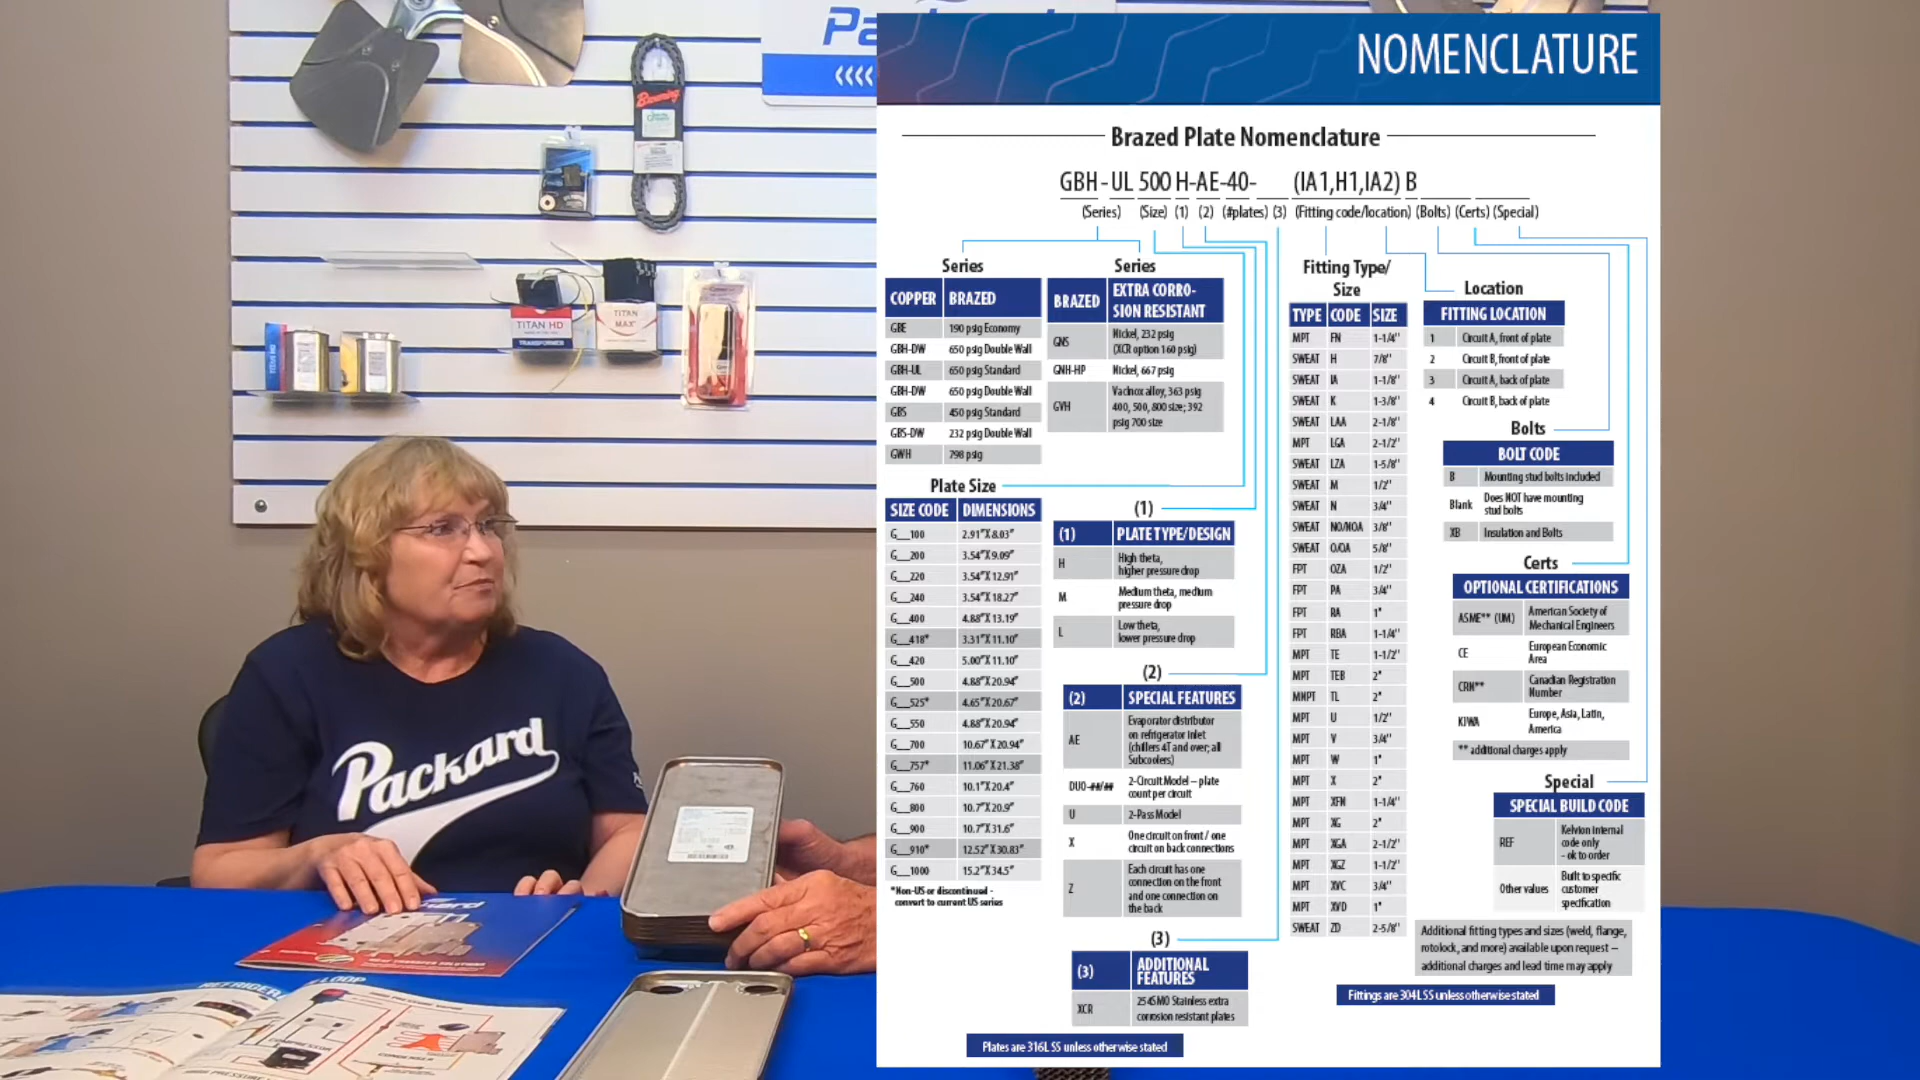 Pa
Browning
TITAN HD
TRANSFORMER
TITAN
MAX
Packard
NOMENCLATURE
Brazed Plate Nomenclature
GBH - UL 500 H-AE-40- (IA1,H1,IA2) B
(Series) (Size) (1) (2) (#plates) (3) (Fitting code/location) (Bolts) (Certs) (Special)
Series
COPPER BRAZED
GBE 190 psig Economy
GBH-DW 650 psig Double Wall
GBH-UL 650 psig Standard
GBH-DW 650 psig Double Wall
GBS 450 psig Standard
GBS-DW 232 psig Double Wall
GWH 798 psig
Series
BRAZED EXTRA CORRO-
SION RESISTANT
GNS Nickel, 232 psig
(XCR option 160 psig)
GNH-HP Nickel, 667 psig
GVH Vacinox alloy, 363 psig
400, 500, 800 size; 392
psig 700 size
Plate Size
SIZE CODE DIMENSIONS
G__100 2.91"X8.03"
G__200 3.54"X9.09"
G__220 3.54"X12.91"
G__240 3.54"X18.27"
G__400 4.88"X13.19"
G__418* 3.31"X11.10"
G__420 5.00"X11.10"
G__500 4.88"X20.94"
G__525* 4.65"X20.67"
G__550 4.88"X20.94"
G__700 10.67"X20.94"
G__757* 11.06"X21.38"
G__760 10.1"X20.4"
G__800 10.7"X20.9"
G__900 10.7"X31.6"
G__910* 12.52"X30.83"
G__1000 15.2"X34.5"
*Non-US or discontinued -
convert to current US series
(1)
(1) PLATE TYPE/DESIGN
H High theta,
higher pressure drop
M Medium theta, medium
pressure drop
L Low theta,
lower pressure drop
(2)
(2) SPECIAL FEATURES
AE Evaporator distributor
on refrigerator inlet
(chillers 4T and over; all
Subcoolers)
DUO-##/## 2-Circuit Model – plate
count per circuit
U 2-Pass Model
X One circuit on front / one
circuit on back connections
Z Each circuit has one
connection on the front
and one connection on
the back
(3)
(3) ADDITIONAL
FEATURES
XCR 254SMO Stainless extra
corrosion resistant plates
Plates are 316L SS unless otherwise stated
Fitting Type/
Size
TYPE CODE SIZE
MPT FN 1-1/4"
SWEAT H 7/8"
SWEAT IA 1-1/8"
SWEAT K 1-3/8"
SWEAT LAA 2-1/8"
MPT LGA 2-1/2"
SWEAT LZA 1-5/8"
SWEAT M 1/2"
SWEAT N 3/4"
SWEAT NO/NOA 3/8"
SWEAT O/OA 5/8"
FPT OZA 1/2"
FPT PA 3/4"
FPT RA 1"
FPT RBA 1-1/4"
MPT TE 1-1/2"
MPT TEB 2"
MNPT TL 2"
MPT U 1/2"
MPT V 3/4"
MPT W 1"
MPT X 2"
MPT XFN 1-1/4"
MPT XG 2"
MPT XGA 2-1/2"
MPT XGZ 1-1/2"
MPT XVC 3/4"
MPT XVD 1"
SWEAT ZD 2-5/8"
Location
FITTING LOCATION
1 Circuit A, front of plate
2 Circuit B, front of plate
3 Circuit A, back of plate
4 Circuit B, back of plate
Bolts
BOLT CODE
B Mounting stud bolts included
Blank Does NOT have mounting
stud bolts
XB Insulation and Bolts
Certs
OPTIONAL CERTIFICATIONS
ASME** (UM) American Society of
Mechanical Engineers
CE European Economic
Area
CRN** Canadian Registration
Number
KIWA Europe, Asia, Latin,
America
** additional charges apply
Special
SPECIAL BUILD CODE
REF Kelvion internal
code only
- ok to order
Other values Built to specific
customer
specification
Additional fitting types and sizes (weld, flange,
rotolock, and more) available upon request –
additional charges and lead time may apply
Fittings are 304L SS unless otherwise stated
COMPRESSOR
CONDENSER